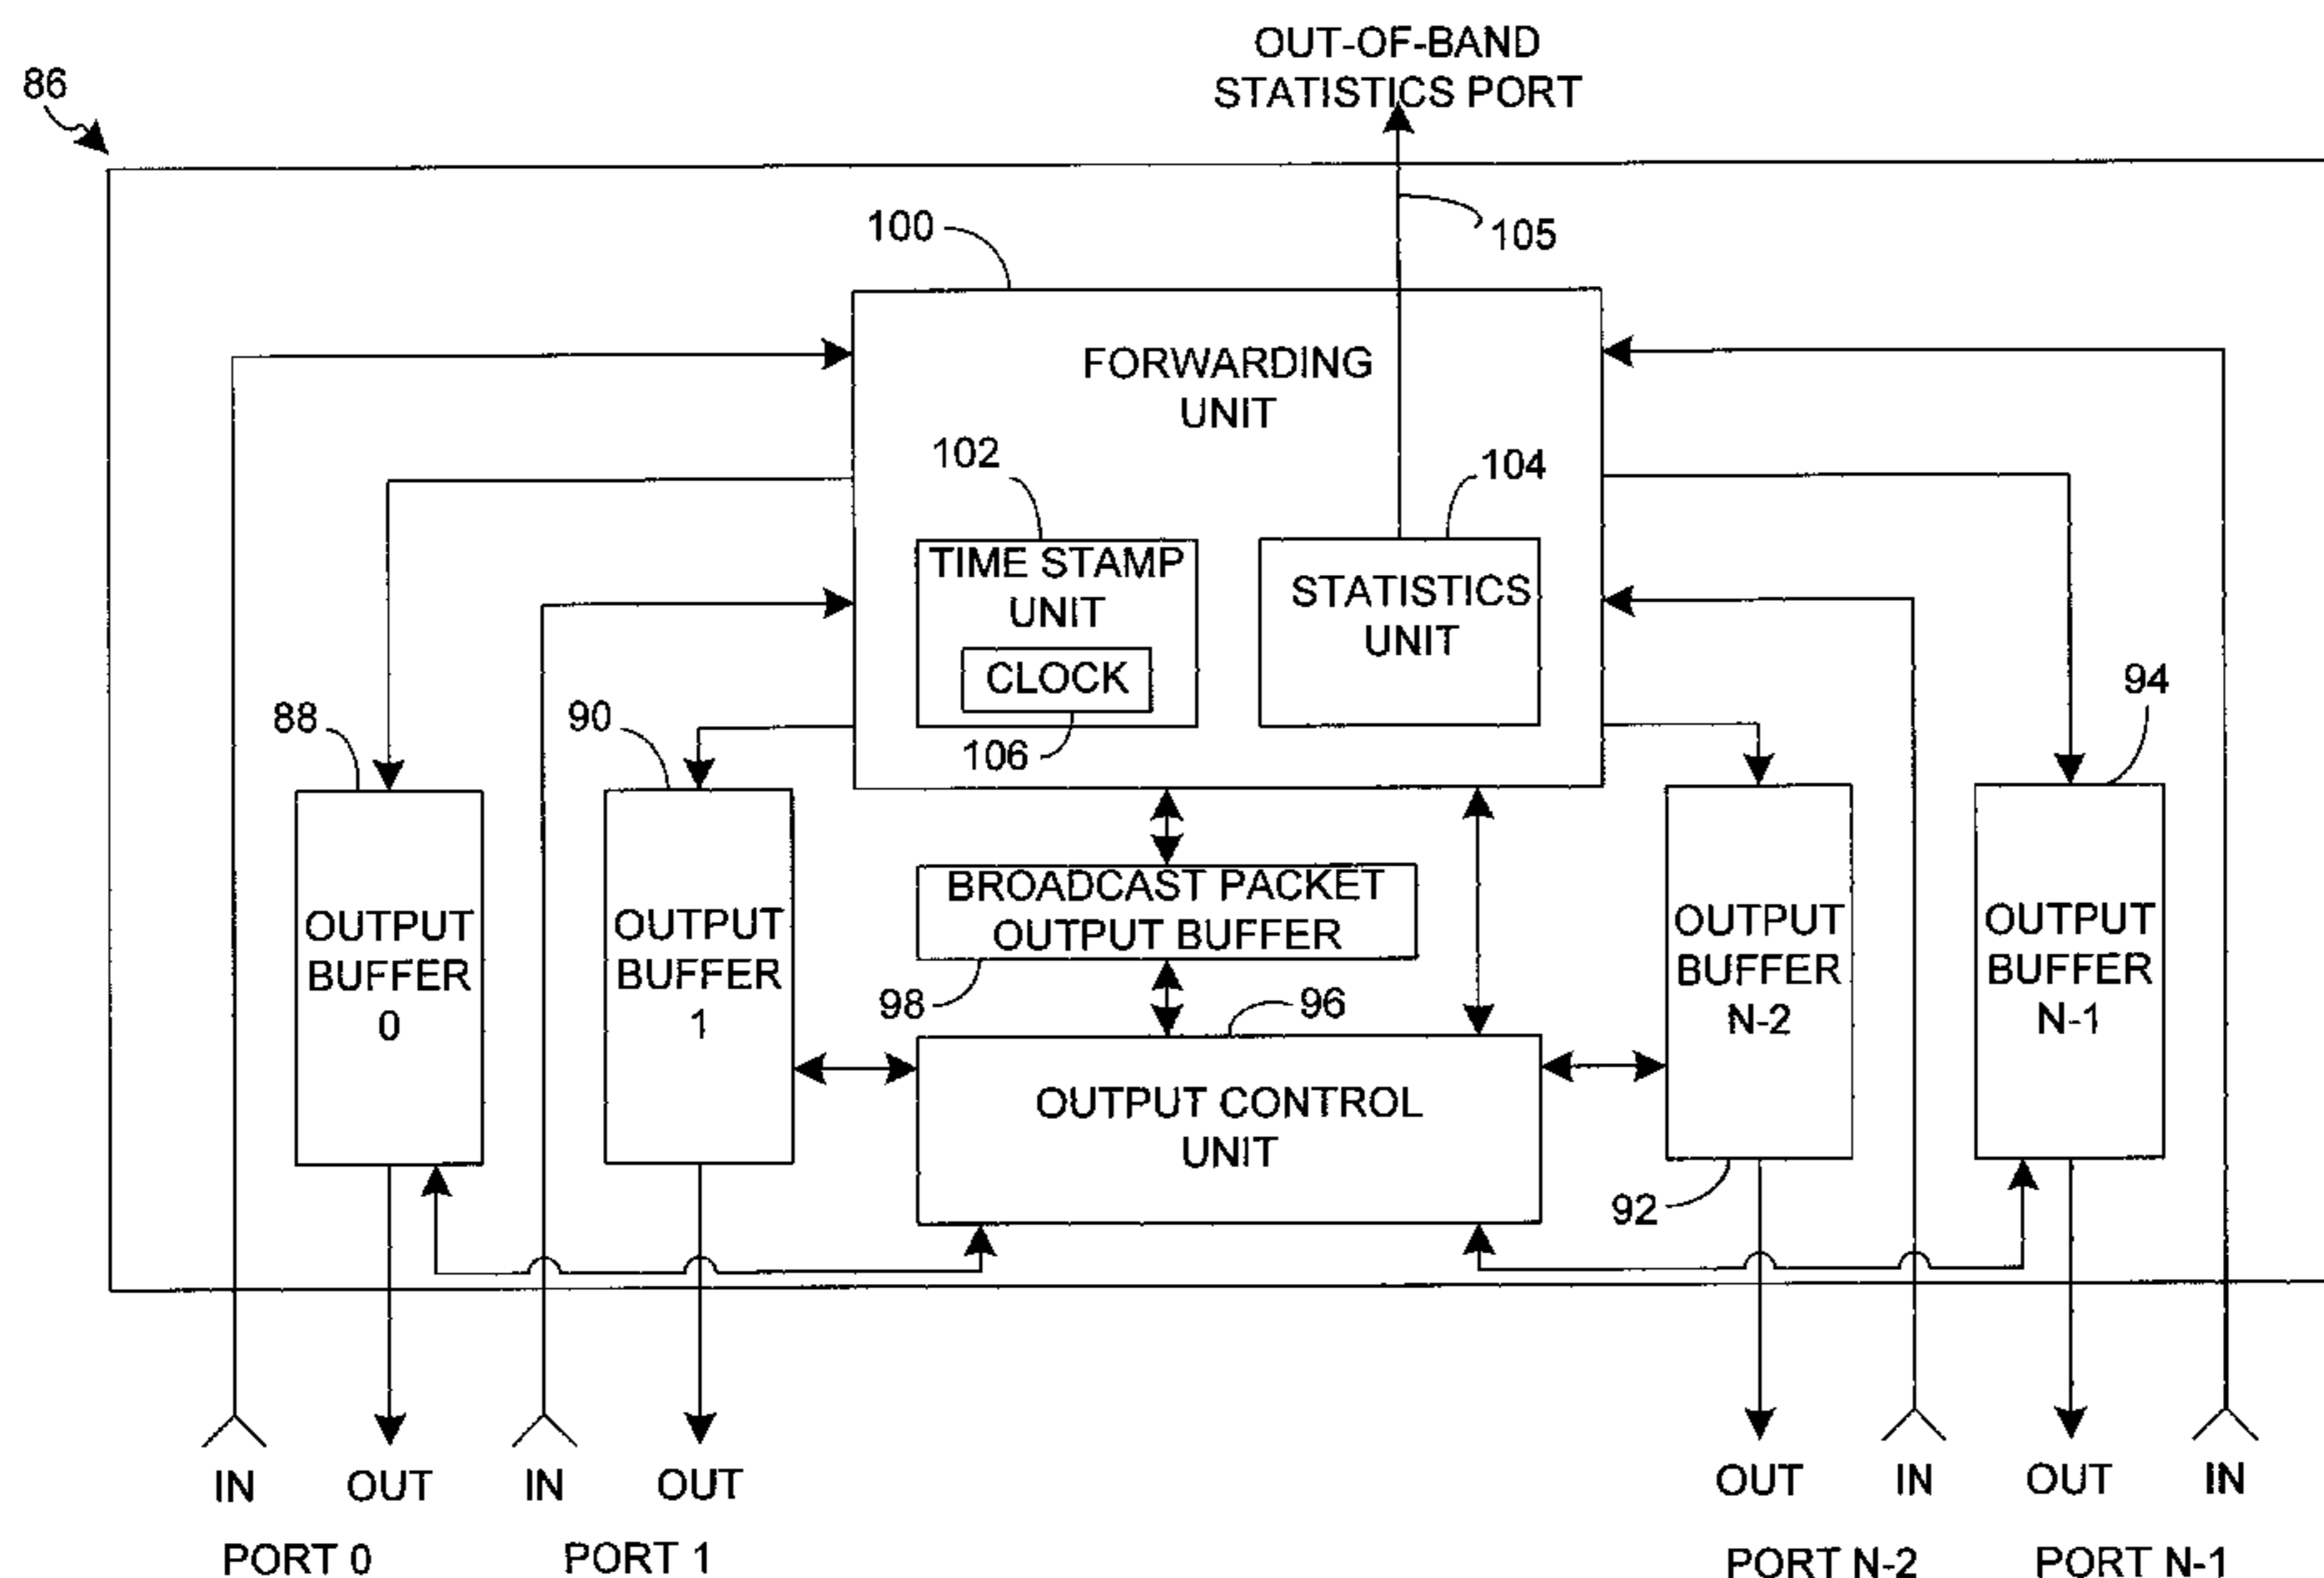 OUT-OF-BAND
STATISTICS PORT
86
100
105
FORWARDING
UNIT
102
104
TIME STAMP
UNIT
CLOCK
106
STATISTICS
UNIT
88
90
94
OUTPUT
BUFFER
0
OUTPUT
BUFFER
1
BROADCAST PACKET
OUTPUT BUFFER
OUTPUT
BUFFER
N-2
OUTPUT
BUFFER
N-1
98
96
OUTPUT CONTROL
UNIT
92
IN
OUT
IN
OUT
OUT
IN
OUT
IN
PORT 0
PORT 1
PORT N-2
PORT N-1